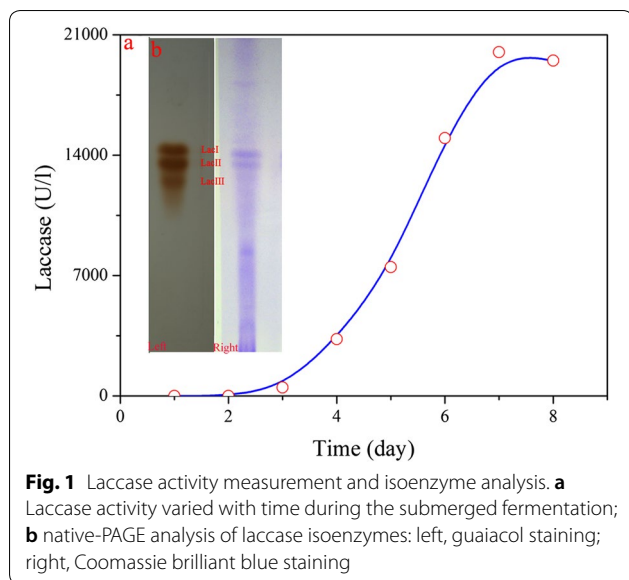 21000
14000
7000
0
Laccase (U/l)
a
b
LacI
LacII
LacIII
Left
Right
0
2
4
6
8
Time (day)
Fig. 1 Laccase activity measurement and isoenzyme analysis. a
Laccase activity varied with time during the submerged fermentation;
b native-PAGE analysis of laccase isoenzymes: left, guaiacol staining;
right, Coomassie brilliant blue staining